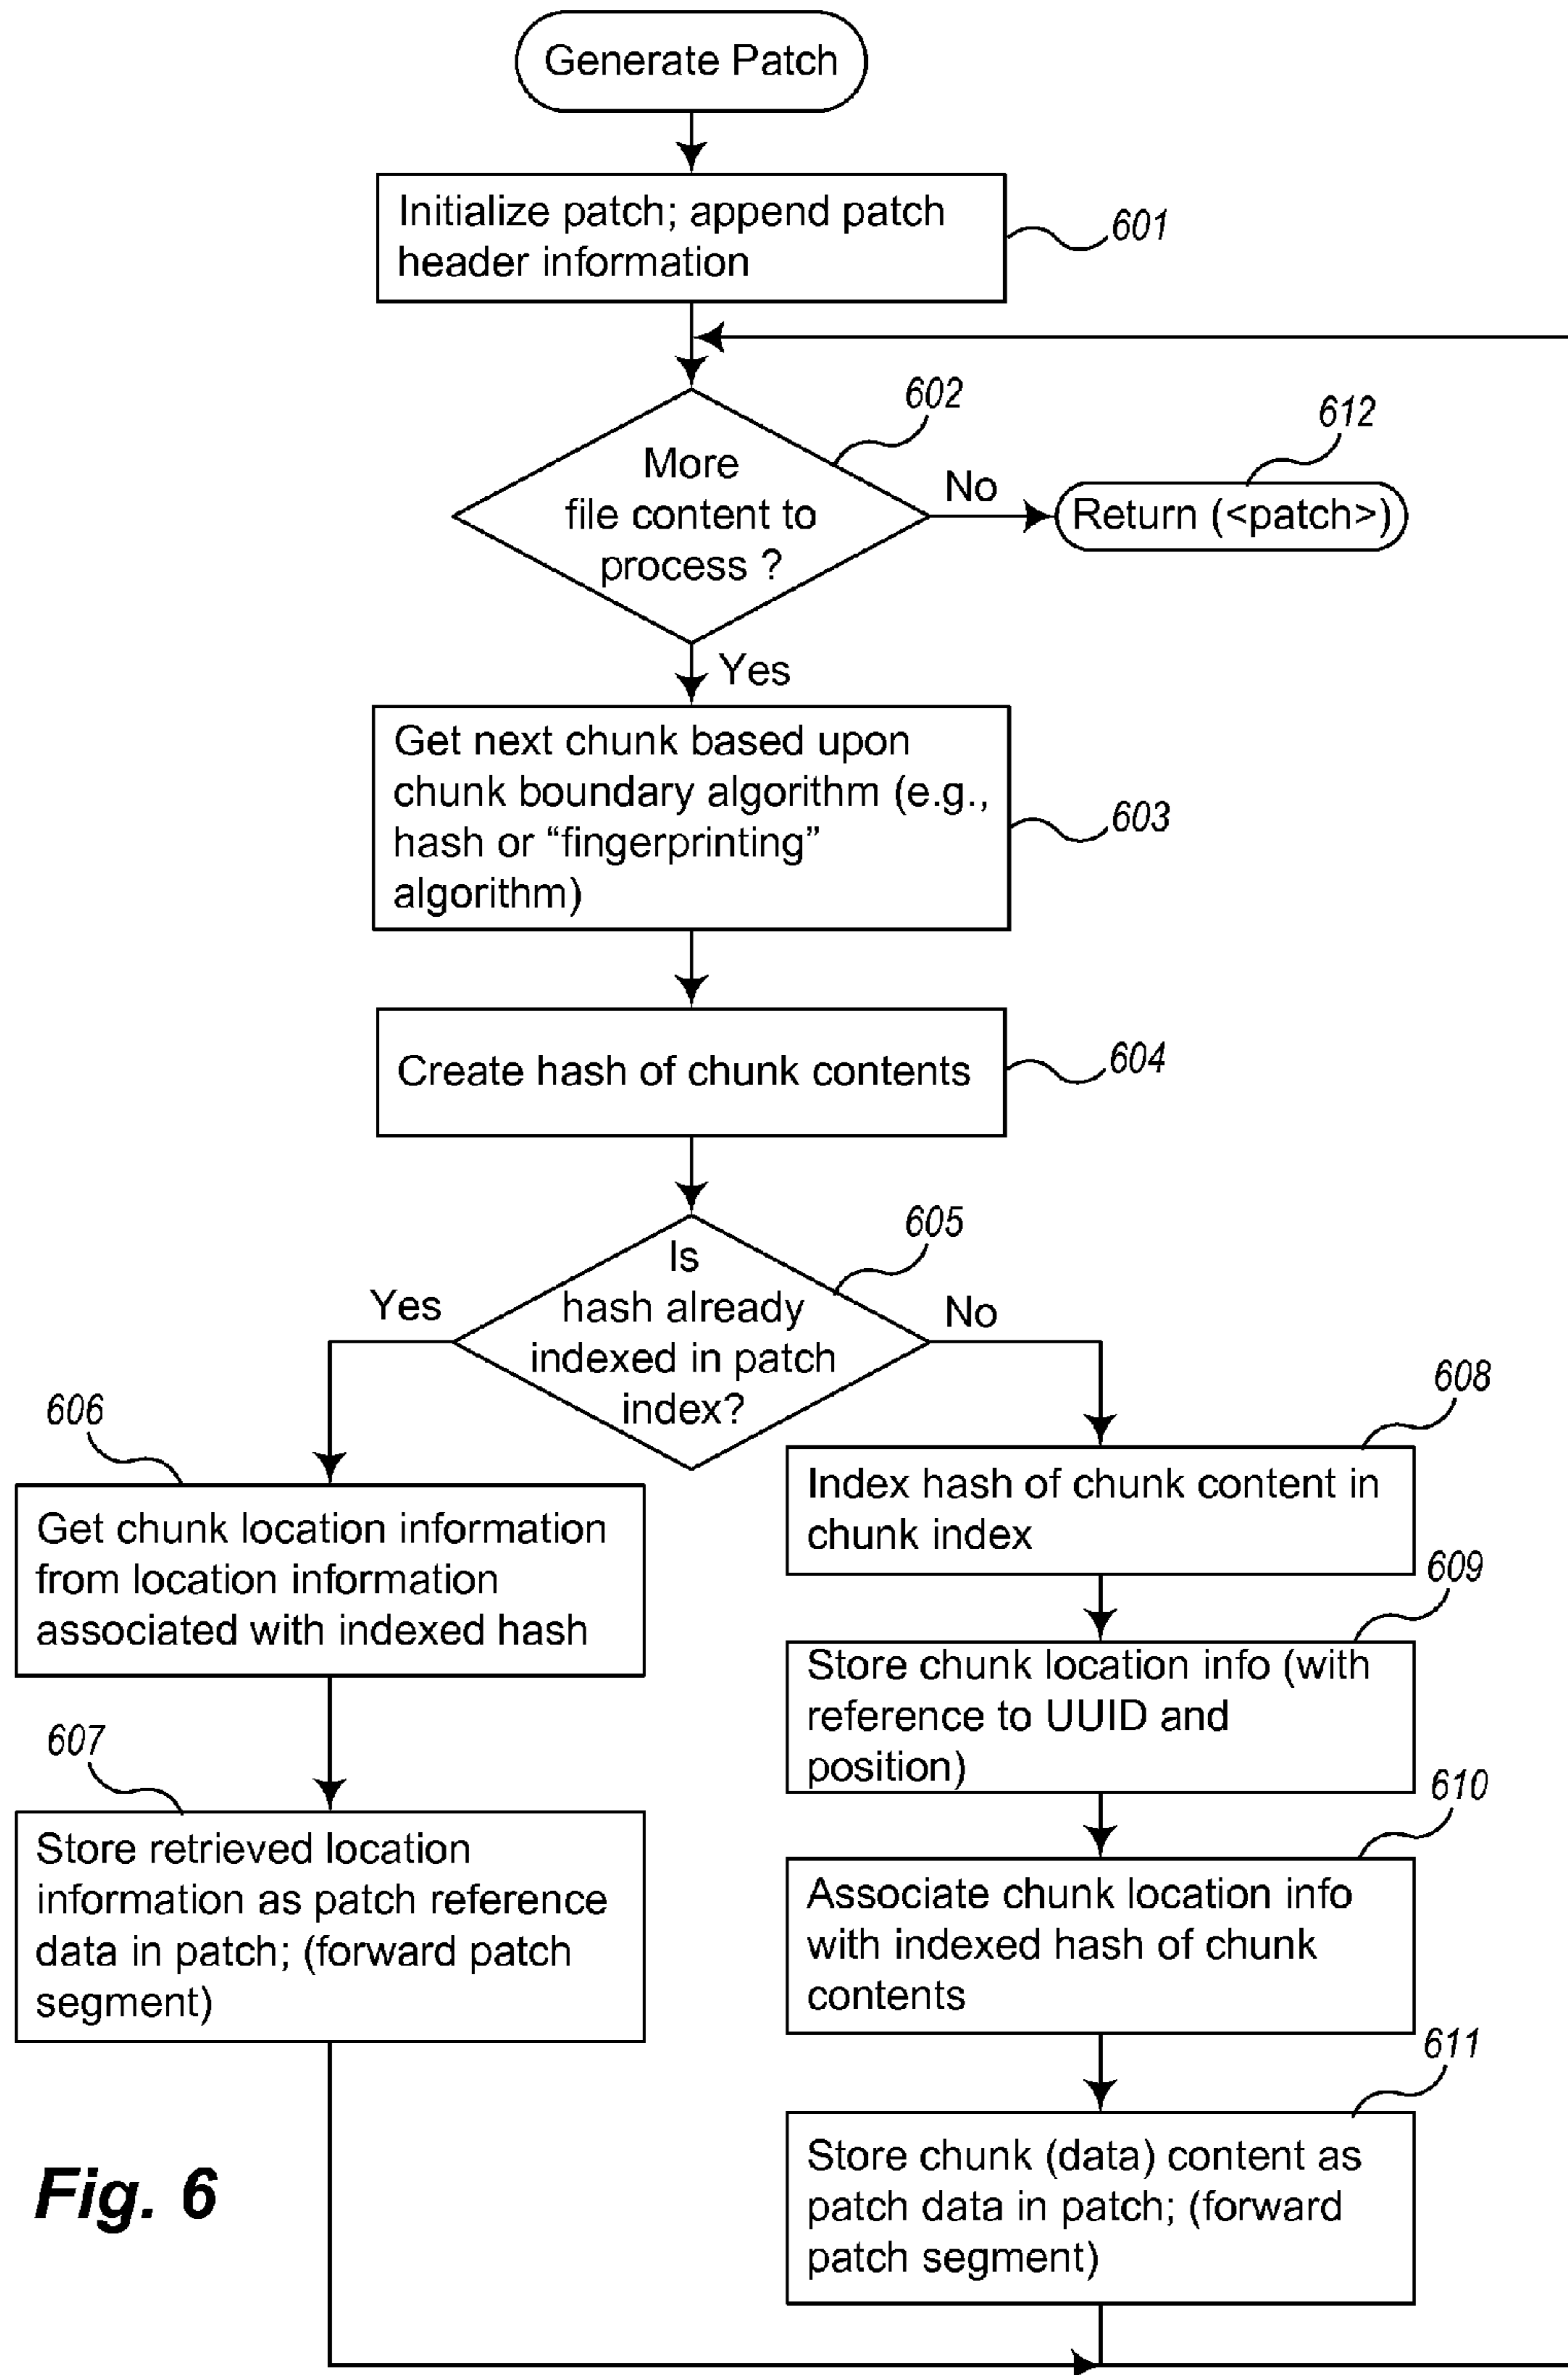 Generate Patch
Initialize patch; append patch
header information
601
602
More
file content to
process ?
No
612
Return (<patch>)
Yes
Get next chunk based upon
chunk boundary algorithm (e.g.,
hash or “fingerprinting”
algorithm)
603
Create hash of chunk contents
604
605
Is
hash already
indexed in patch
index?
Yes
No
606
Get chunk location information
from location information
associated with indexed hash
607
Store retrieved location
information as patch reference
data in patch; (forward patch
segment)
608
Index hash of chunk content in
chunk index
609
Store chunk location info (with
reference to UUID and
position)
610
Associate chunk location info
with indexed hash of chunk
contents
611
Store chunk (data) content as
patch data in patch; (forward
patch segment)
Fig. 6